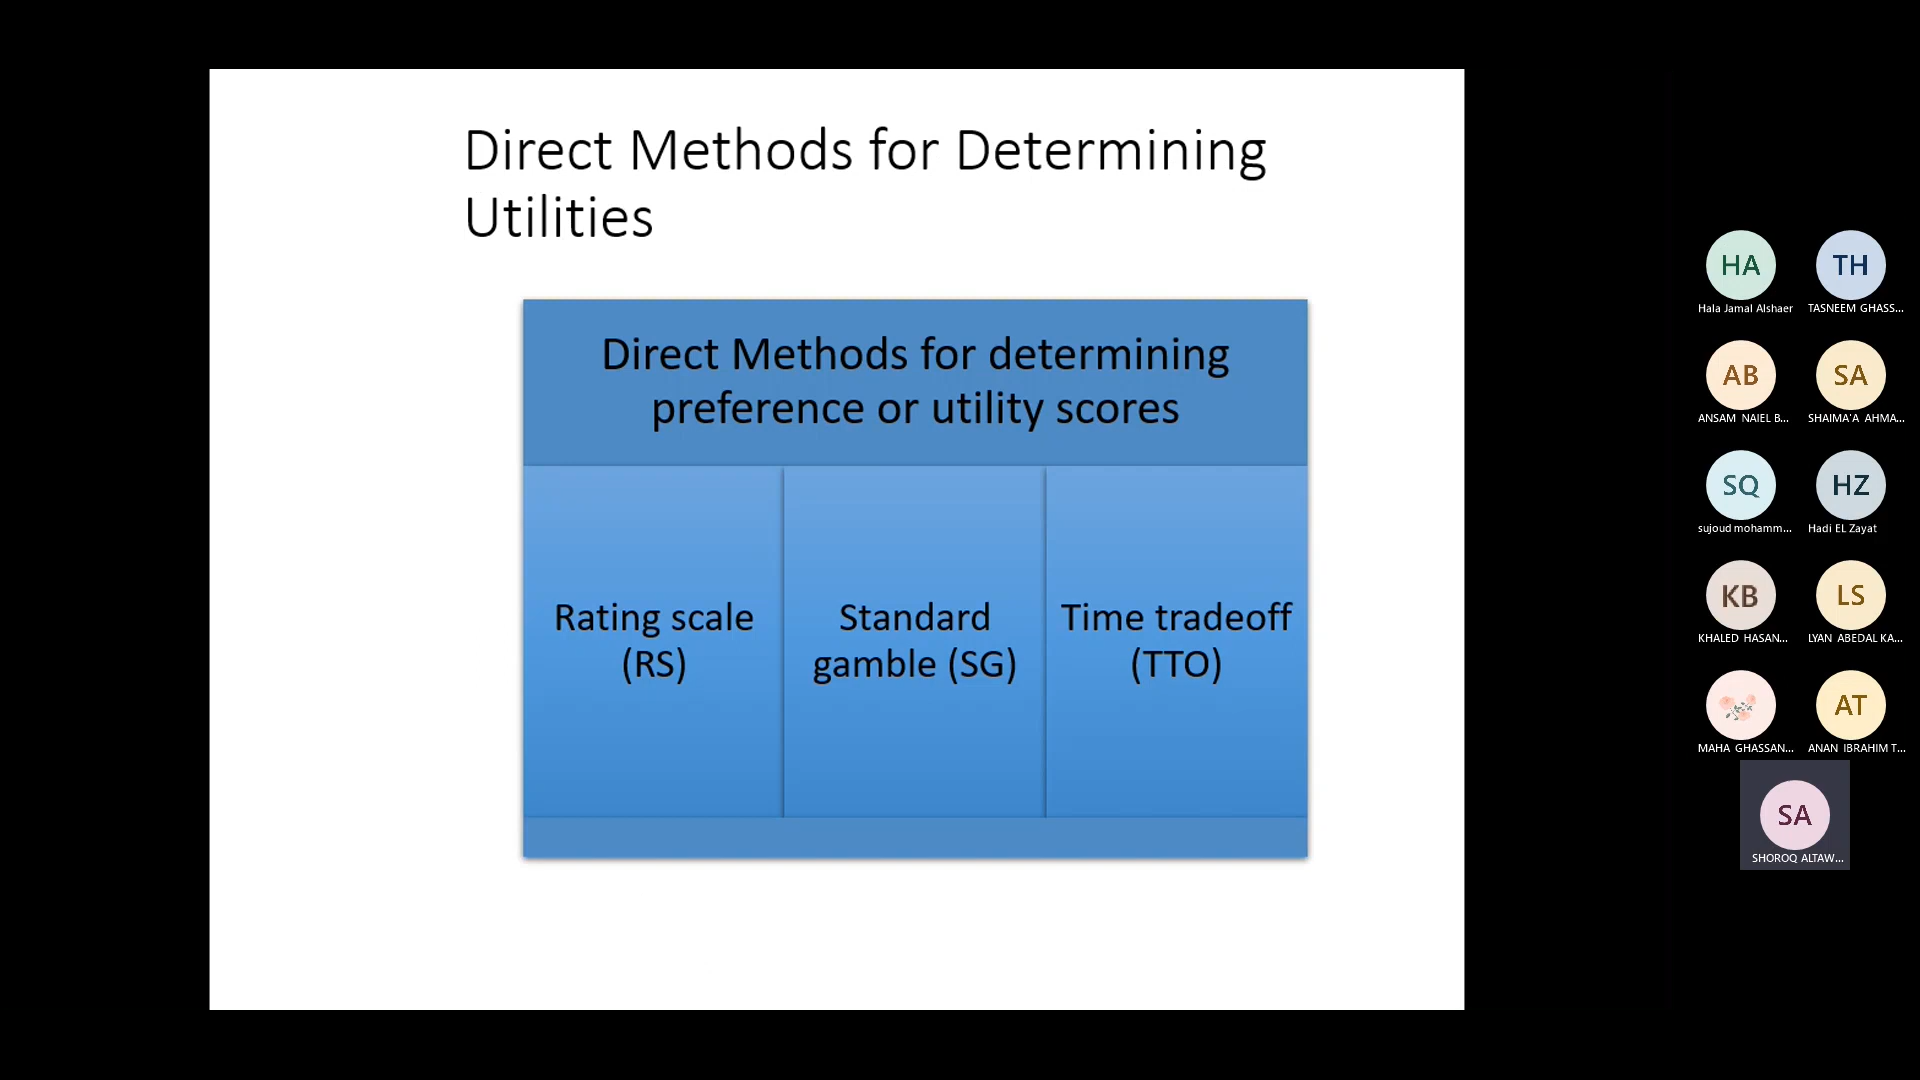 Direct Methods for Determining
Utilities
Direct Methods for determining
preference or utility scores
Rating scale
(RS)
Standard
gamble (SG)
Time tradeoff
(TTO)
HA
Hala Jamal Alshaer
TH
TASNEEM GHASS...
AB
ANSAM NAIEL B...
SA
SHAIMA'A AHMA...
SQ
sujoud mohamm...
HZ
Hadi EL Zayat
KB
KHALED HASAN...
LS
LYAN ABEDAL KA...
MAHA GHASSAN...
AT
ANAN IBRAHIM T...
SA
SHOROQ ALTAW...